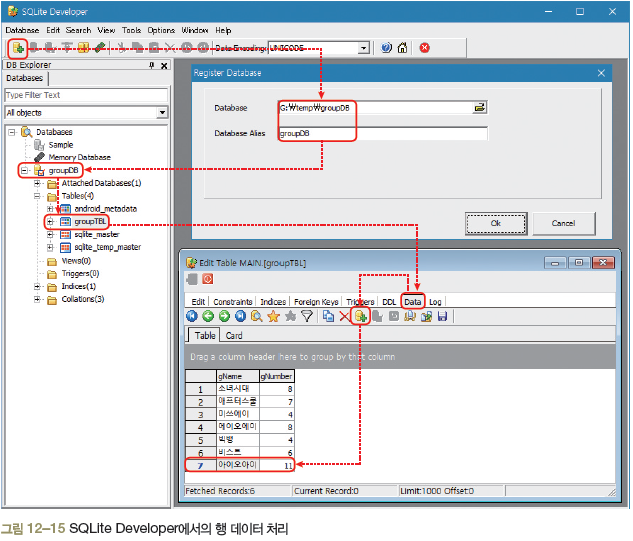 SQLite Developer
Database Edit Search View Tools Options Window Help
Data Encoding: UNICODE
DB Explorer
Databases
Type Filter Text
All objects
Databases
Sample
Memory Database
groupDB
Attached Databases(1)
Tables(4)
android_metadata
groupTBL
sqlite_master
sqlite_temp_master
Views(0)
Triggers(0)
Indices(1)
Collations(3)
Register Database
Database G:₩temp₩groupDB
Database Alias groupDB
Ok Cancel
Edit Table MAIN.[groupTBL]
Edit Constraints Indices Foreign Keys Triggers DDL Data Log
Table Card
Drag a column header here to group by that column
gName gNumber
1 소녀시대 8
2 애프터스쿨 7
3 미쓰에이 4
4 에이오에이 8
5 빅뱅 4
6 비스트 6
7 아이오아이 11
Fetched Records:6 Current Record:0 Limit:1000 Offset:0
그림 12–15 SQLite Developer에서의 행 데이터 처리